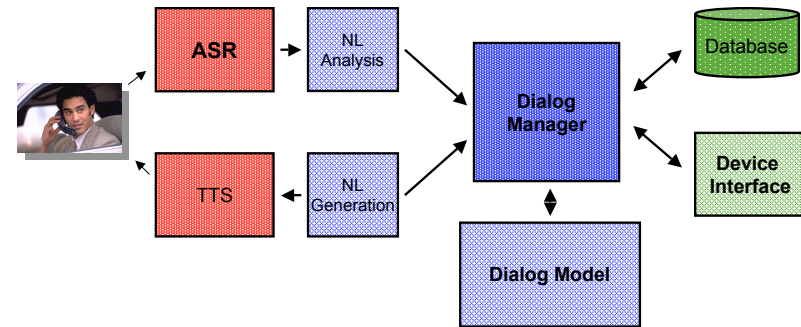 ASR
NL
Analysis
Database
Dialog
Manager
TTS
NL
Generation
Device
Interface
Dialog Model